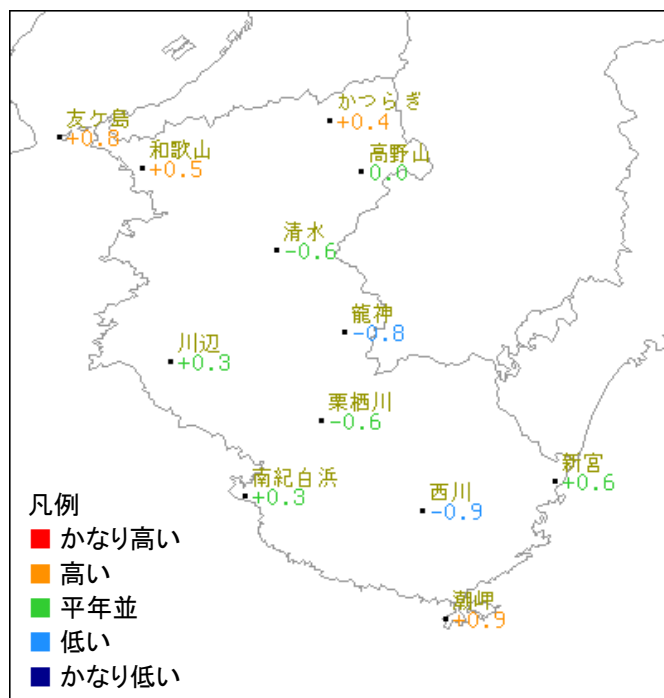 かつらぎ
+0.4
友ケ島
+0.8
和歌山
+0.5
高野山
0.0
清水
-0.6
龍神
-0.8
川辺
+0.3
栗栖川
-0.6
南紀白浜
+0.3
西川
-0.9
新宮
+0.6
潮岬
+0.9
凡例
かなり高い
高い
平年並
低い
かなり低い